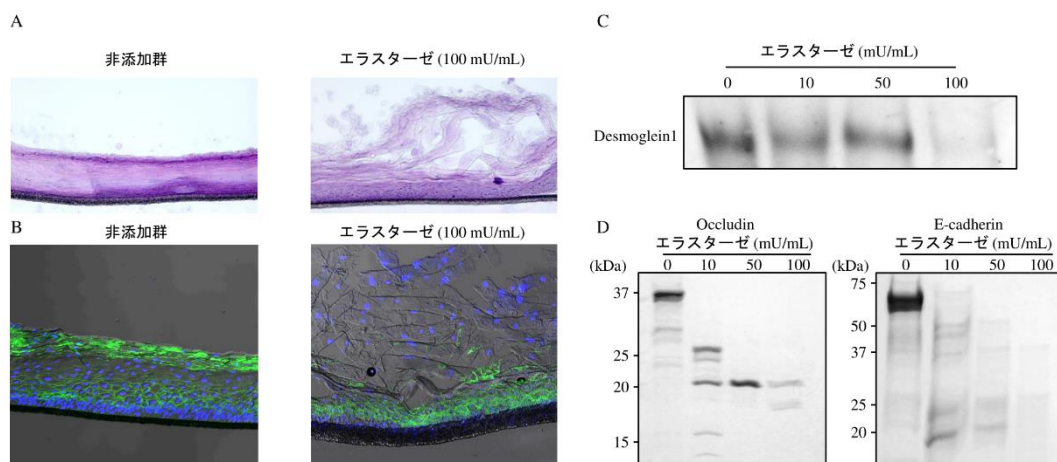 A
非添加群
エラスターゼ (100 mU/mL)
B
非添加群
エラスターゼ (100 mU/mL)
C
エラスターゼ (mU/mL)
0 10 50 100
Desmoglein1
D
Occludin
エラスターゼ (mU/mL)
(kDa) 0 10 50 100
37
25
20
15
E-cadherin
エラスターゼ (mU/mL)
(kDa) 0 10 50 100
75
50
37
25
20